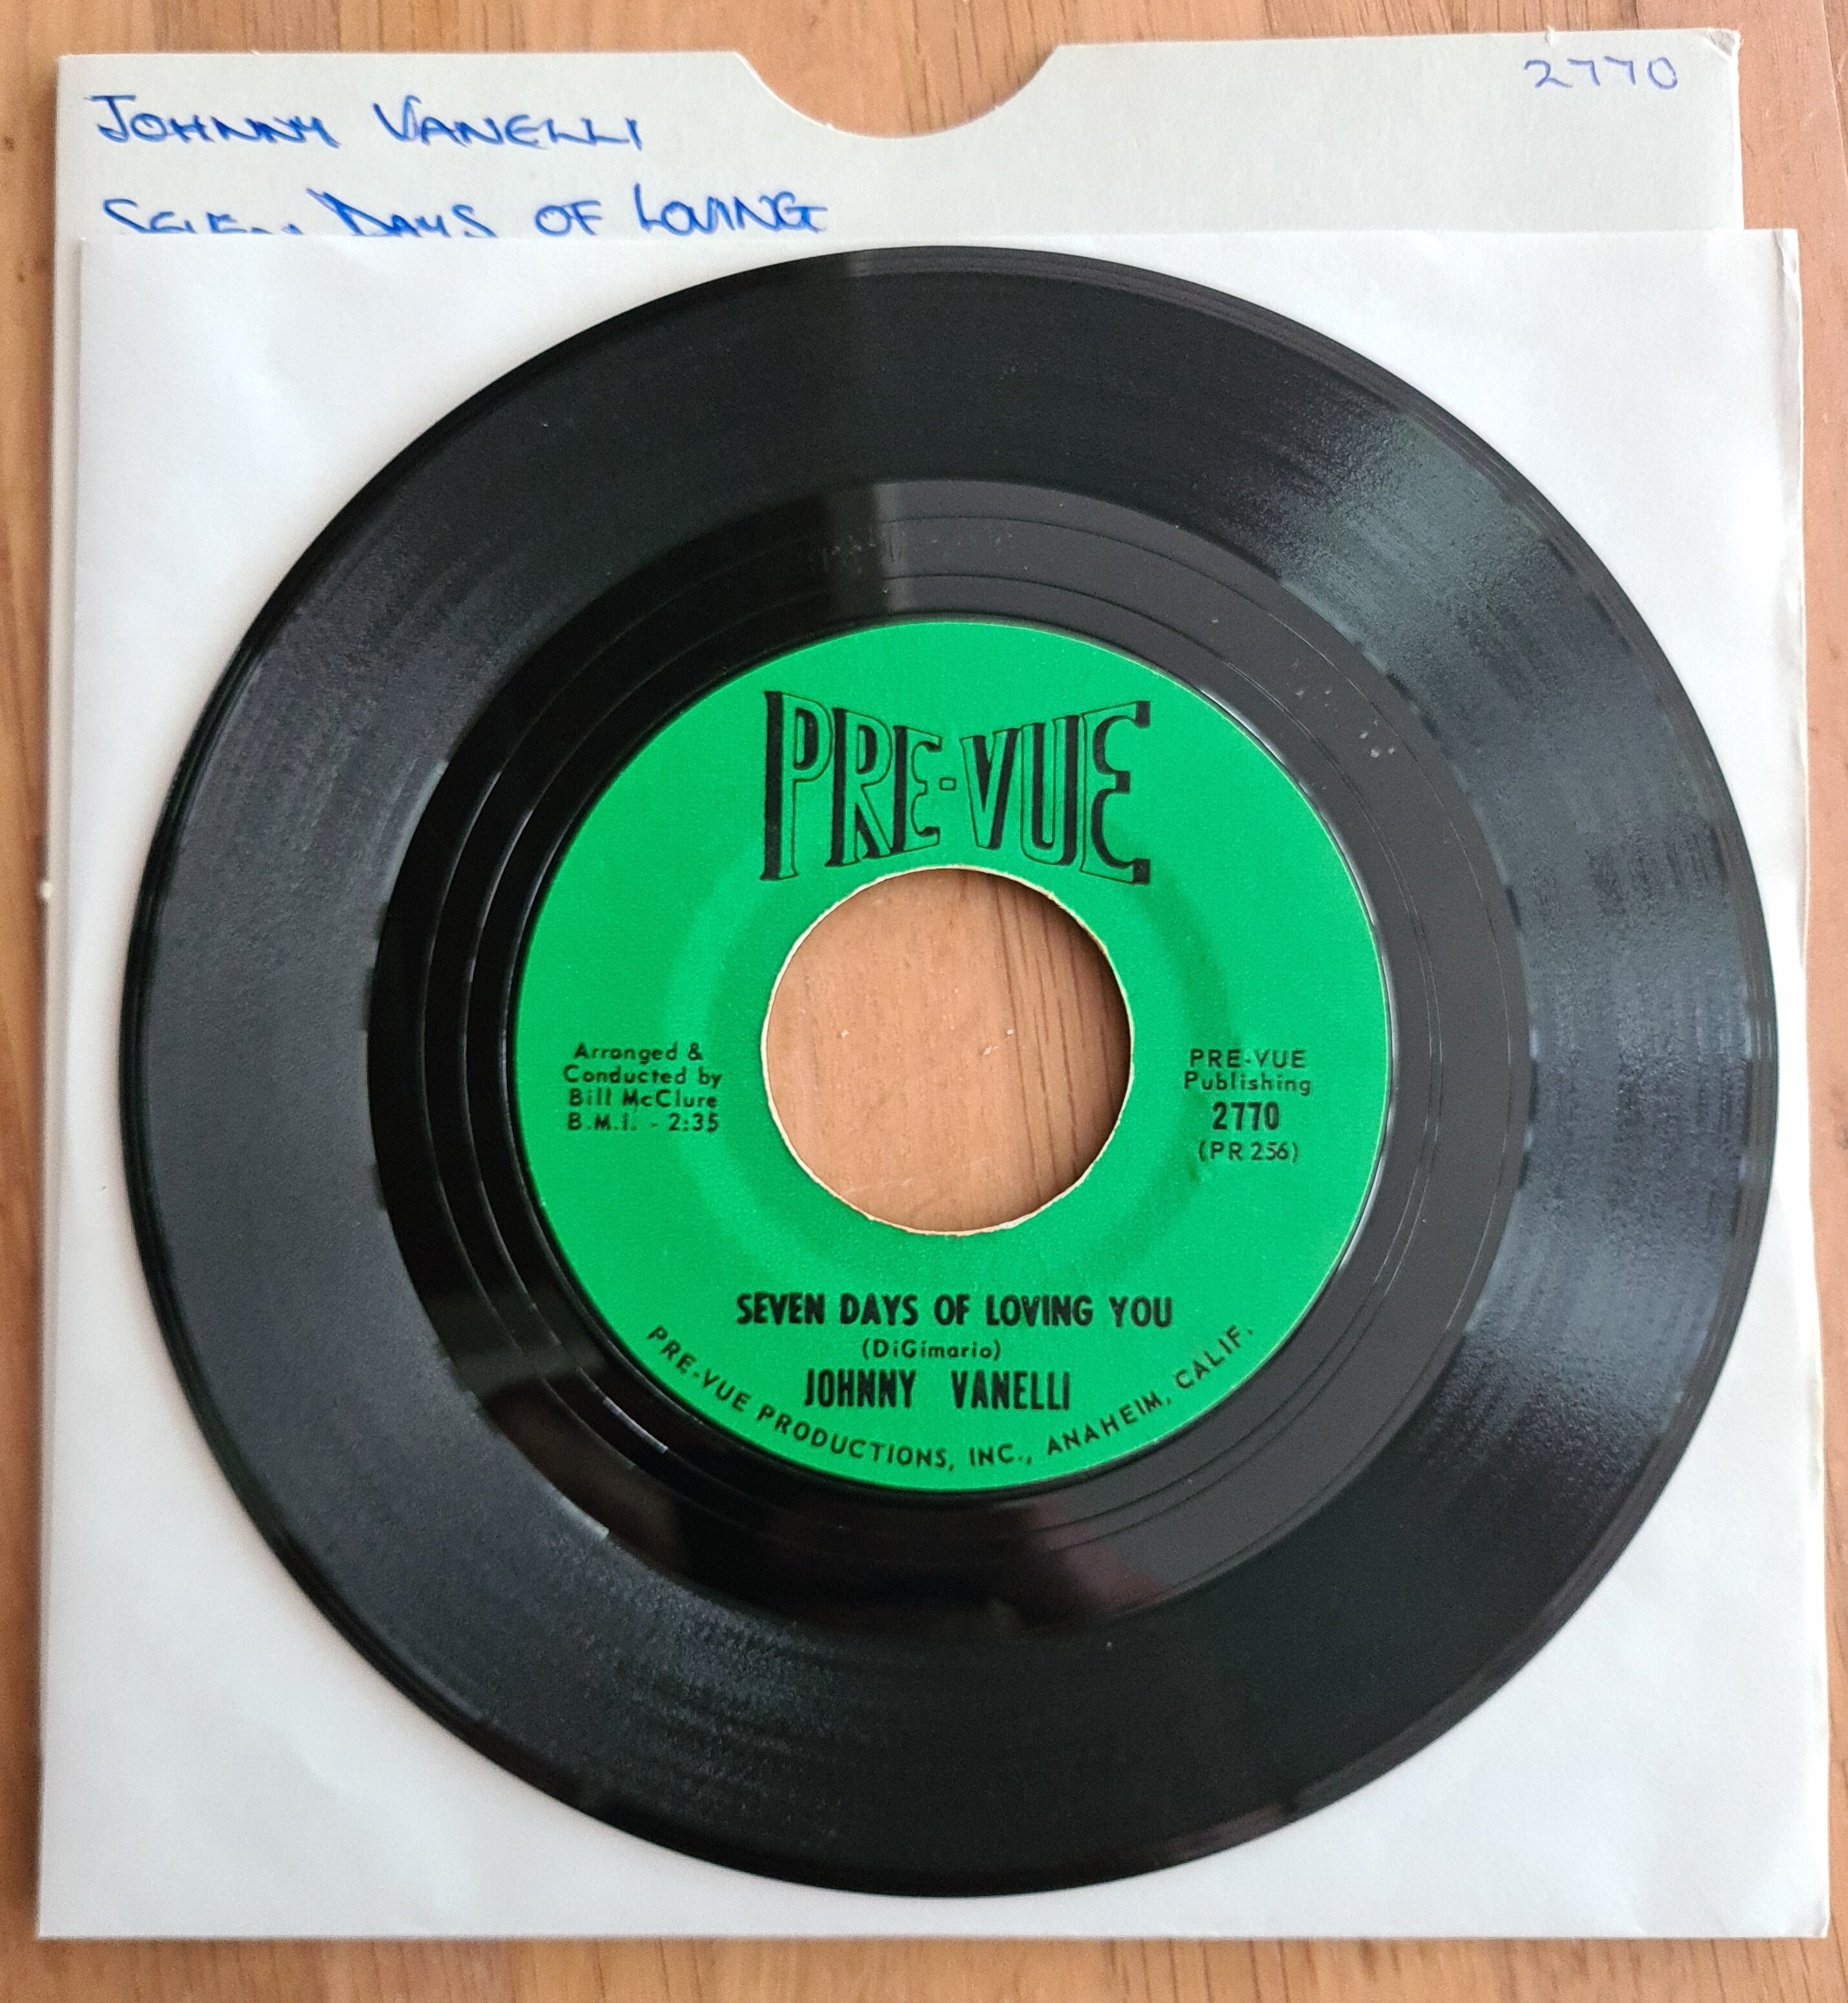 JOHNNY VANELLI
2770
SEVEN DAYS OF LOVING
PRE-VUE
Arranged &
Conducted by
Bill McClure
B.M.I. - 2:35
PRE-VUE
Publishing
2770
(PR 256)
SEVEN DAYS OF LOVING YOU
(DiGimario)
JOHNNY VANELLI
PRE-VUE PRODUCTIONS, INC., ANAHEIM, CALIF.